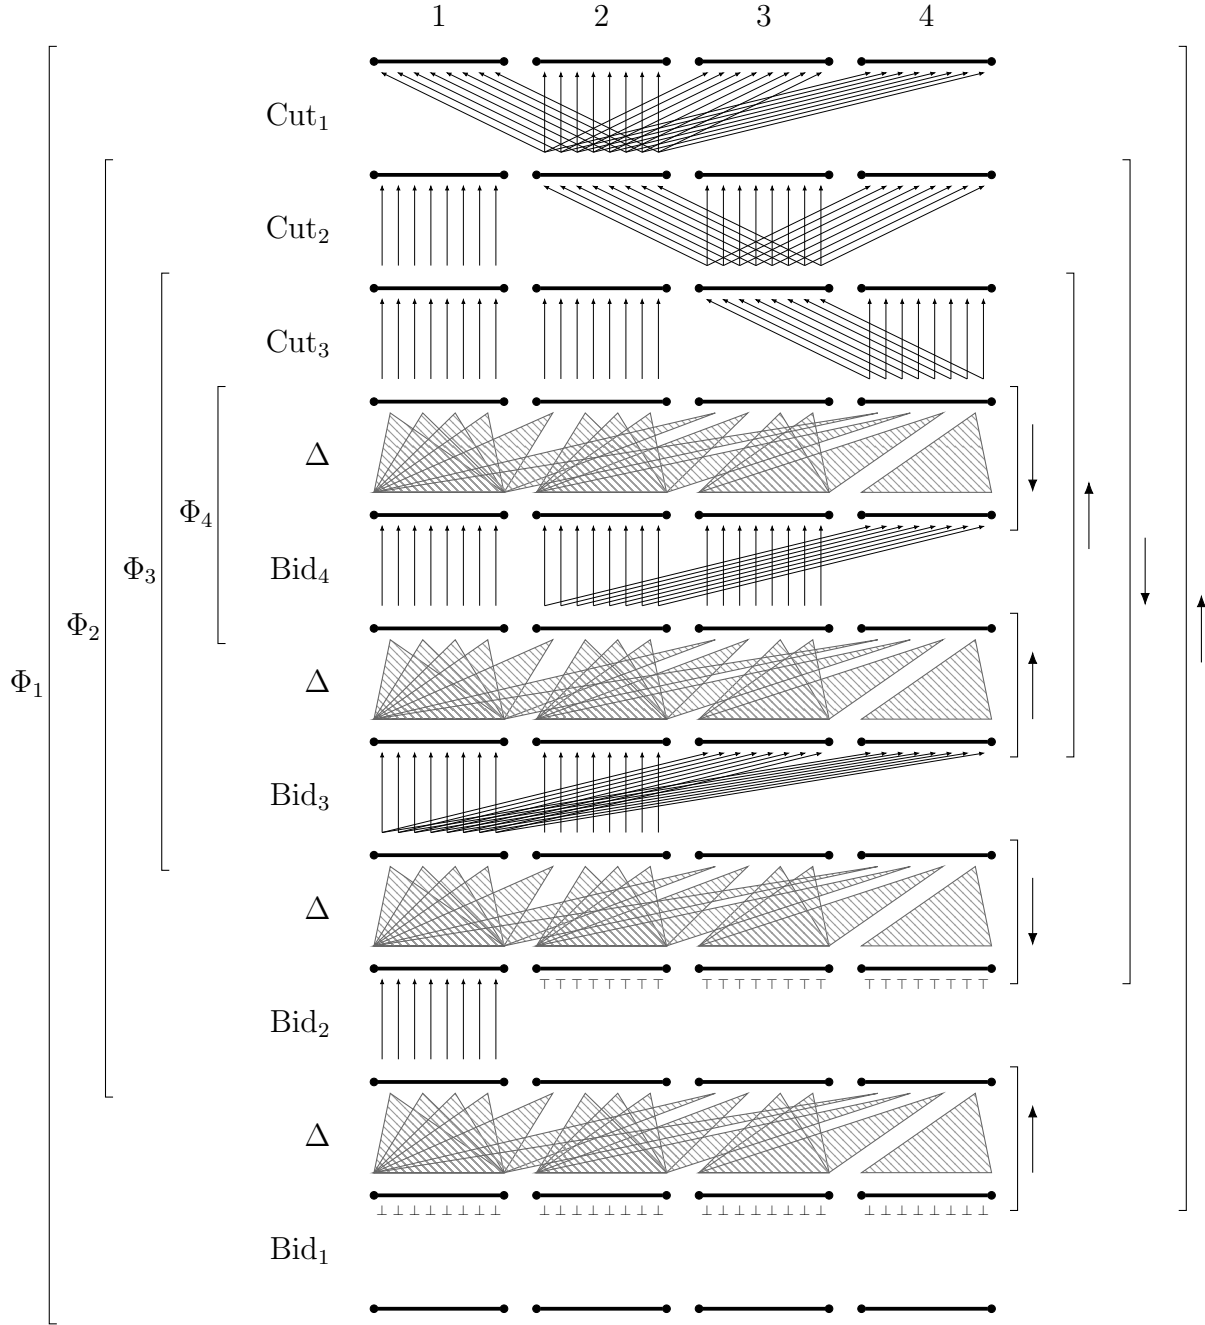 1 2 3 4
Cut₁
Cut₂
Cut₃
Δ
Φ₄
Bid₄
Φ₃
Φ₂
Δ
Φ₁
Bid₃
Δ
Bid₂
Δ
Bid₁